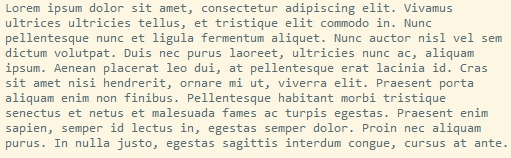 Lorem ipsum dolor sit amet, consectetur adipiscing elit. Vivamus
ultrices ultricies tellus, et tristique elit commodo in. Nunc
pellentesque nunc et ligula fermentum aliquet. Nunc auctor nisl vel sem
dictum volutpat. Duis nec purus laoreet, ultricies nunc ac, aliquam
ipsum. Aenean placerat leo dui, at pellentesque erat lacinia id. Cras
sit amet nisi hendrerit, ornare mi ut, viverra elit. Praesent porta
aliquam enim non finibus. Pellentesque habitant morbi tristique
senectus et netus et malesuada fames ac turpis egestas. Praesent enim
sapien, semper id lectus in, egestas semper dolor. Proin nec aliquam
purus. In nulla justo, egestas sagittis interdum congue, cursus at ante.